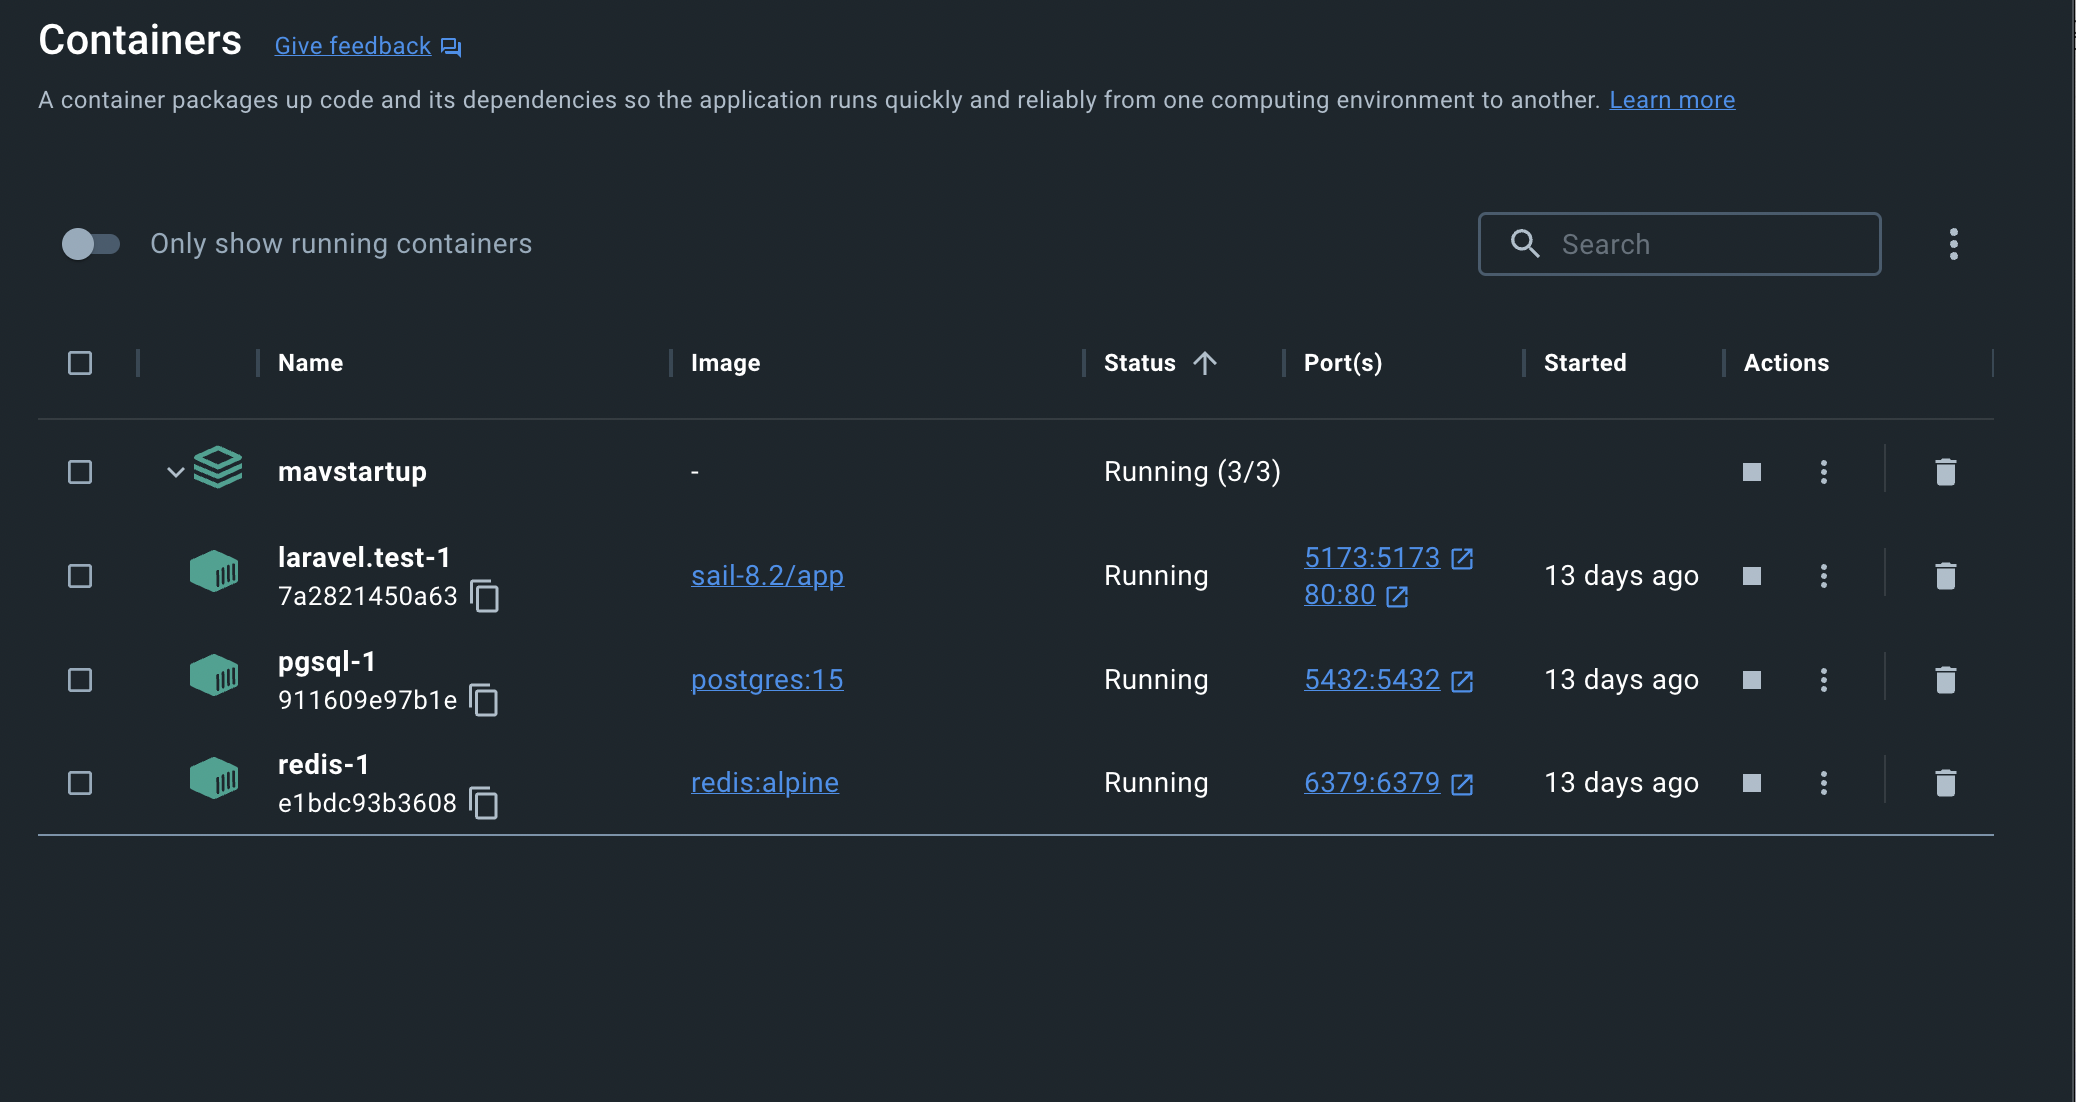 Containers Give feedback
A container packages up code and its dependencies so the application runs quickly and reliably from one computing environment to another. Learn more
Only show running containers Search
Name Image Status Port(s) Started Actions
mavstartup - Running (3/3)
laravel.test-1
7a2821450a63 sail-8.2/app Running 5173:5173 80:80 13 days ago
pgsql-1
911609e97b1e postgres:15 Running 5432:5432 13 days ago
redis-1
e1bdc93b3608 redis:alpine Running 6379:6379 13 days ago